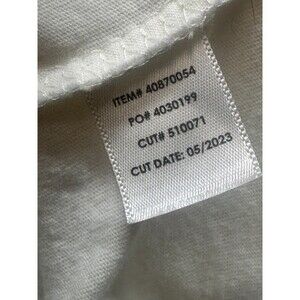 ITEM# 40870054
PO# 4030199
CUT# 510071
CUT DATE: 05/2023